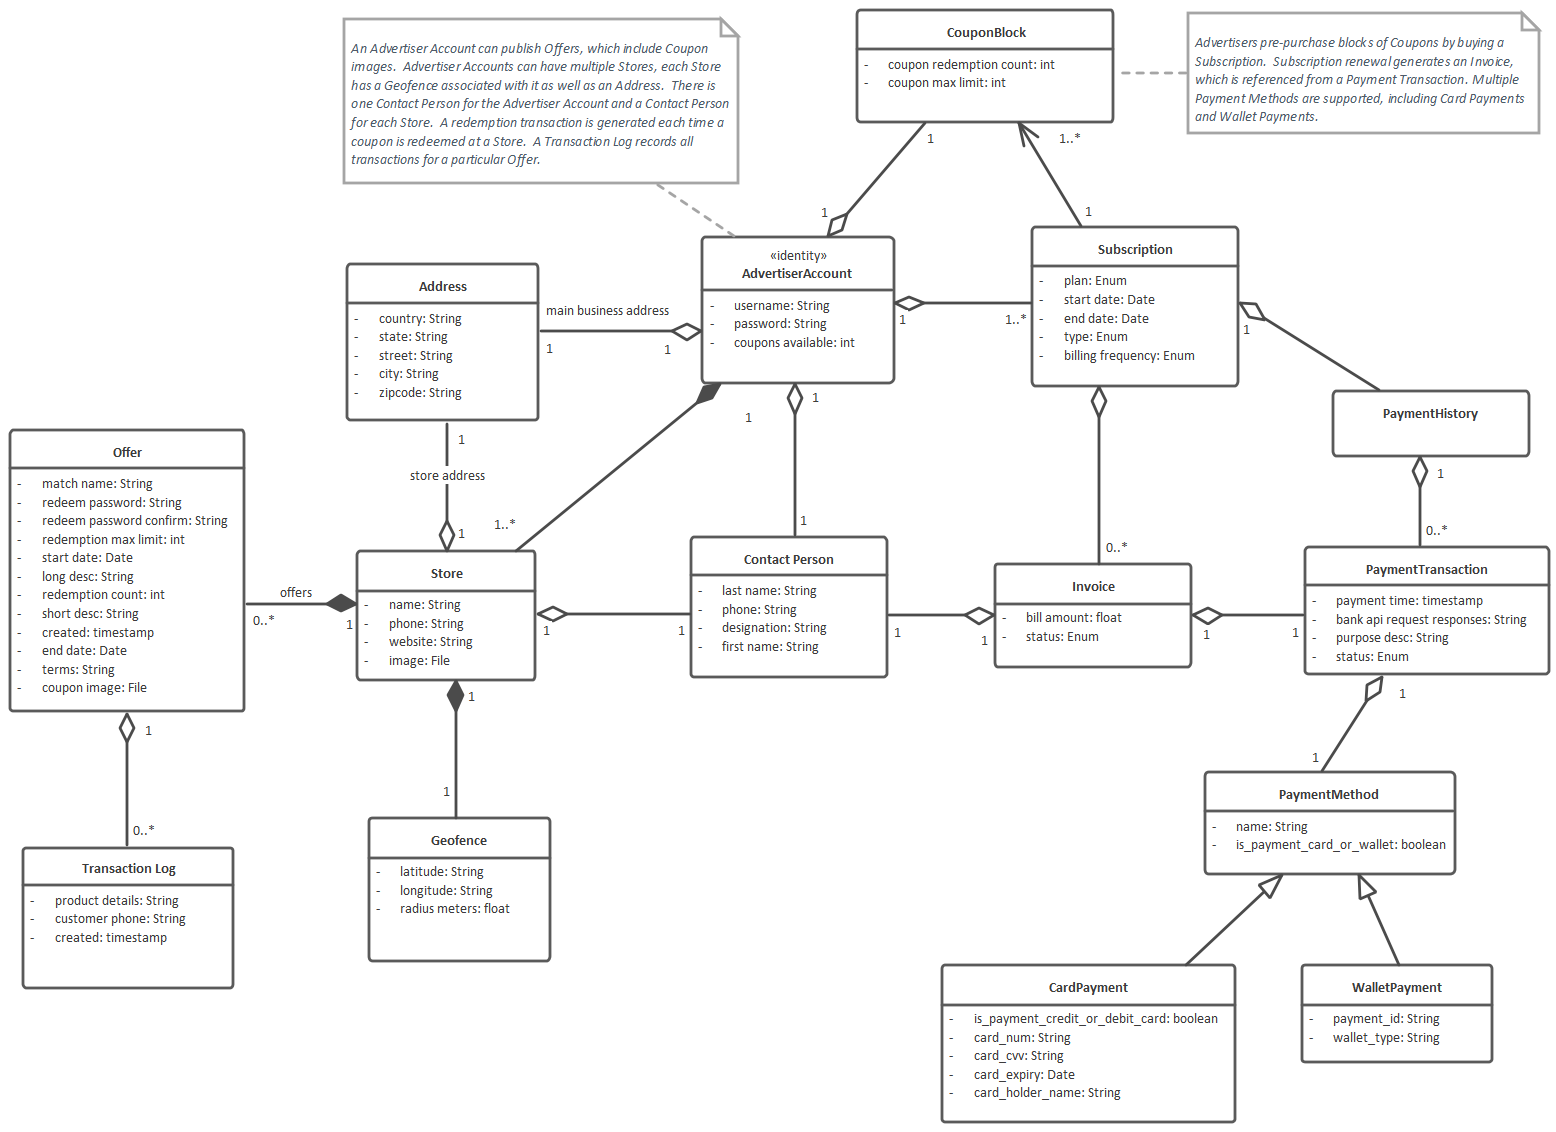 An Advertiser Account can publish Offers, which include Coupon
images.  Advertiser Accounts can have multiple Stores, each Store
has a Geofence associated with it as well as an Address.  There is
one Contact Person for the Advertiser Account and a Contact Person
for each Store.  A redemption transaction is generated each time a
coupon is redeemed at a Store.  A Transaction Log records all
transactions for a particular Offer.
CouponBlock
- coupon redemption count: int
- coupon max limit: int
Advertisers pre-purchase blocks of Coupons by buying a
Subscription.  Subscription renewal generates an Invoice,
which is referenced from a Payment Transaction. Multiple
Payment Methods are supported, including Card Payments
and Wallet Payments.
1
1..*
1
1
«identity»
AdvertiserAccount
- username: String
- password: String
- coupons available: int
Subscription
- plan: Enum
- start date: Date
- end date: Date
- type: Enum
- billing frequency: Enum
Address
- country: String
- state: String
- street: String
- city: String
- zipcode: String
main business address
1
1
1
1..*
1
1
1
PaymentHistory
1
0..*
Offer
- match name: String
- redeem password: String
- redeem password confirm: String
- redemption max limit: int
- start date: Date
- long desc: String
- redemption count: int
- short desc: String
- created: timestamp
- end date: Date
- terms: String
- coupon image: File
1
store address
1
1..*
1
0..*
Store
- name: String
- phone: String
- website: String
- image: File
offers
0..*
1
Contact Person
- last name: String
- phone: String
- designation: String
- first name: String
1
1
Invoice
- bill amount: float
- status: Enum
1
1
PaymentTransaction
- payment time: timestamp
- bank api request responses: String
- purpose desc: String
- status: Enum
1
1
1
1
1
1
1
0..*
Transaction Log
- product details: String
- customer phone: String
- created: timestamp
Geofence
- latitude: String
- longitude: String
- radius meters: float
PaymentMethod
- name: String
- is_payment_card_or_wallet: boolean
CardPayment
- is_payment_credit_or_debit_card: boolean
- card_num: String
- card_cvv: String
- card_expiry: Date
- card_holder_name: String
WalletPayment
- payment_id: String
- wallet_type: String